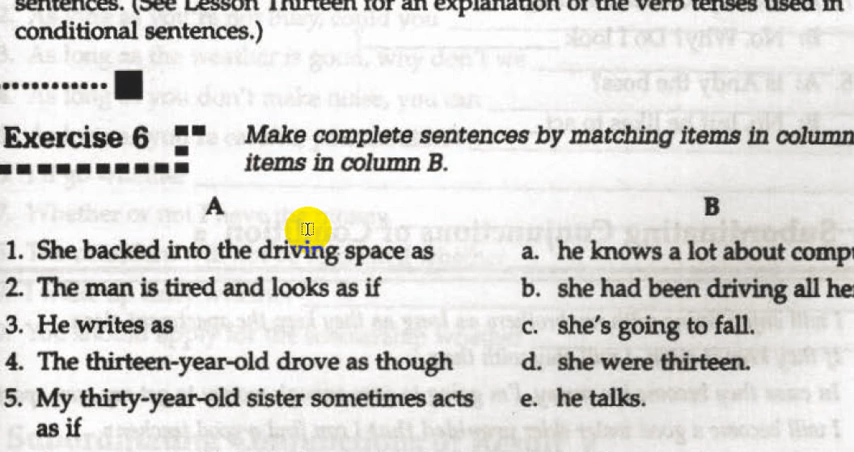 sentences. (See Lesson Thirteen for an explanation of the verb tenses used in
conditional sentences.)
Exercise 6 Make complete sentences by matching items in column
items in column B.
A B
1. She backed into the driving space as a. he knows a lot about comp
2. The man is tired and looks as if b. she had been driving all he
3. He writes as c. she's going to fall.
4. The thirteen-year-old drove as though d. she were thirteen.
5. My thirty-year-old sister sometimes acts e. he talks.
as if